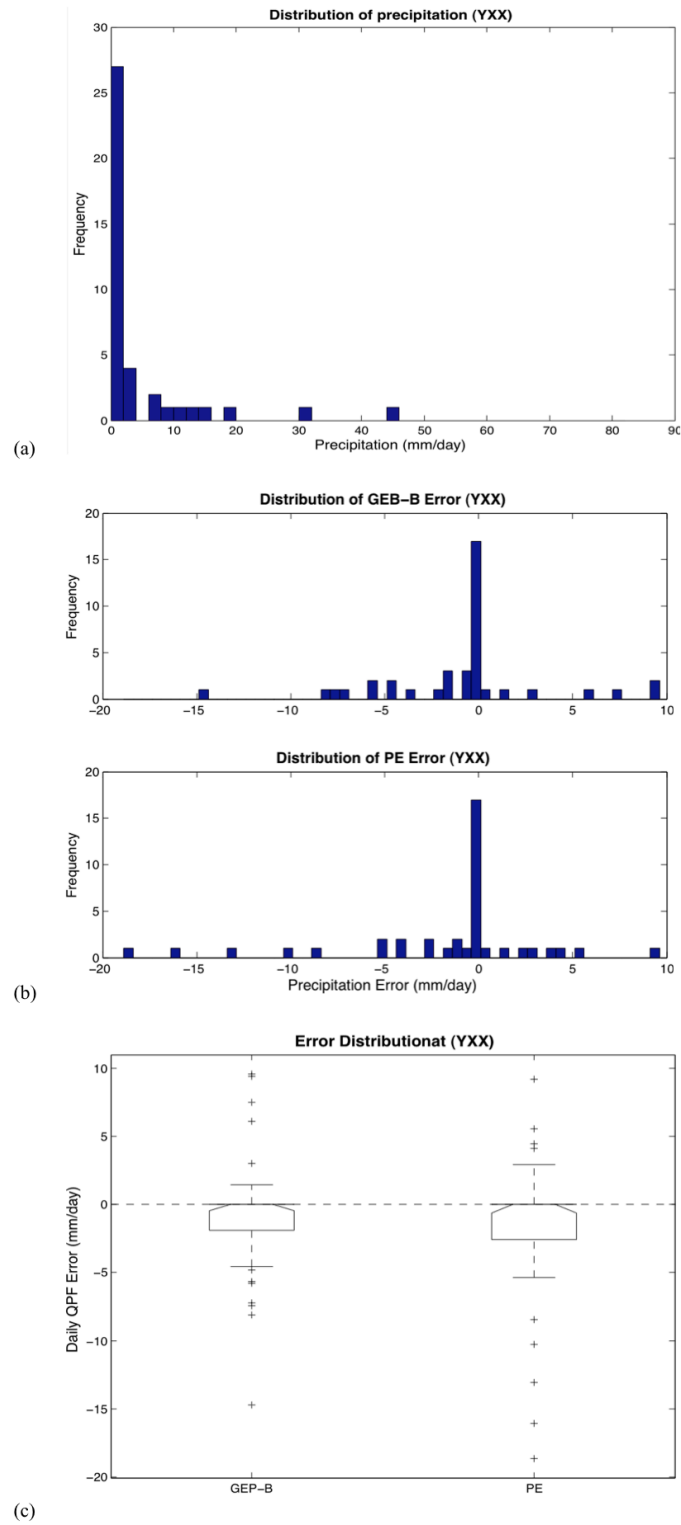 Distribution of precipitation (YXX)
30
25
20
15
10
5
0
Frequency
0 10 20 30 40 50 60 70 80 90
Precipitation (mm/day)
(a)
Distribution of GEB−B Error (YXX)
20
15
10
5
0
Frequency
−20 −15 −10 −5 0 5 10
Distribution of PE Error (YXX)
20
15
10
5
0
Frequency
−20 −15 −10 −5 0 5 10
Precipitation Error (mm/day)
(b)
Error Distributionat (YXX)
10
5
0
−5
−10
−15
−20
Daily QPF Error (mm/day)
GEP−B PE
(c)